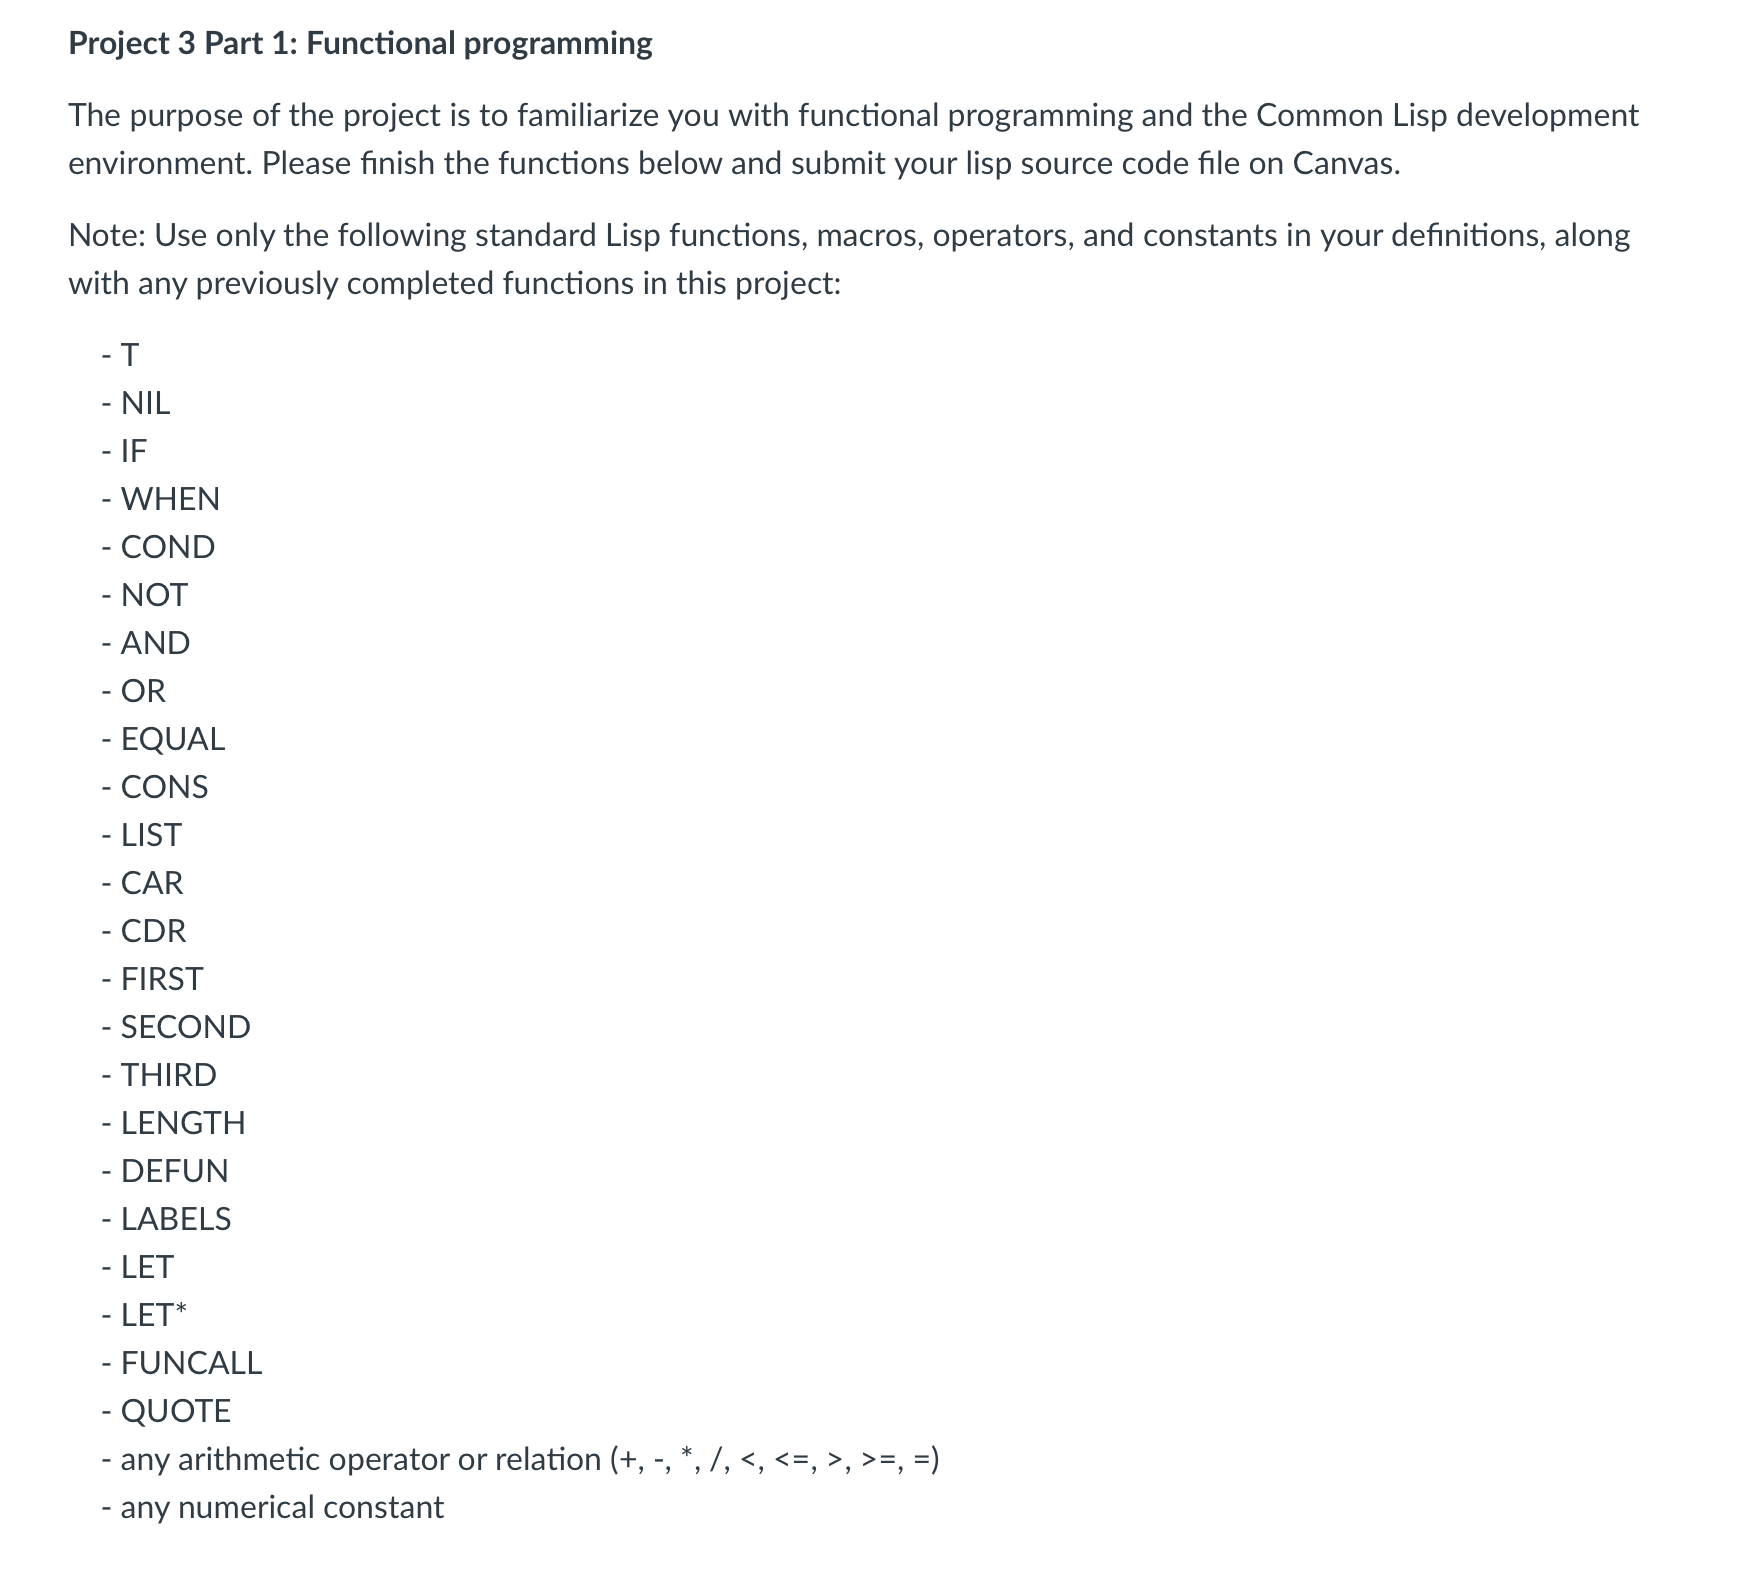 Project 3 Part 1: Functional programming
The purpose of the project is to familiarize you with functional programming and the Common Lisp development
environment. Please finish the functions below and submit your lisp source code file on Canvas.
Note: Use only the following standard Lisp functions, macros, operators, and constants in your definitions, along
with any previously completed functions in this project:
- T
- NIL
- IF
- WHEN
- COND
- NOT
- AND
- OR
- EQUAL
- CONS
- LIST
- CAR
- CDR
- FIRST
- SECOND
- THIRD
- LENGTH
- DEFUN
- LABELS
- LET
- LET*
- FUNCALL
- QUOTE
- any arithmetic operator or relation (+, -, *, /, <, <=, >, >=, =)
- any numerical constant